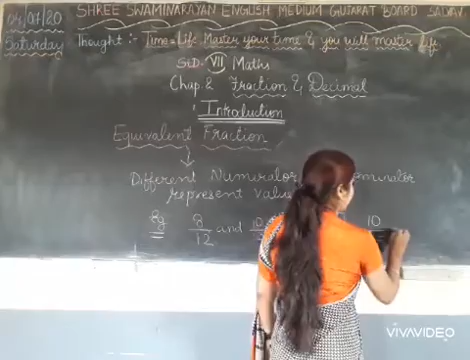 SHREE SWAMINARAYAN ENGLISH MEDIUM GUJARAT BOARD SADAV
04/07/20
Saturday
Thought :- Time = Life. Master your time & you will master Life.
Std. VII Maths
Chap. 2 Fraction & Decimal
Introduction
Equivalent Fraction
Different Numerator
represent value
Eg 8/12 and 10 10
VIVAVIDEO